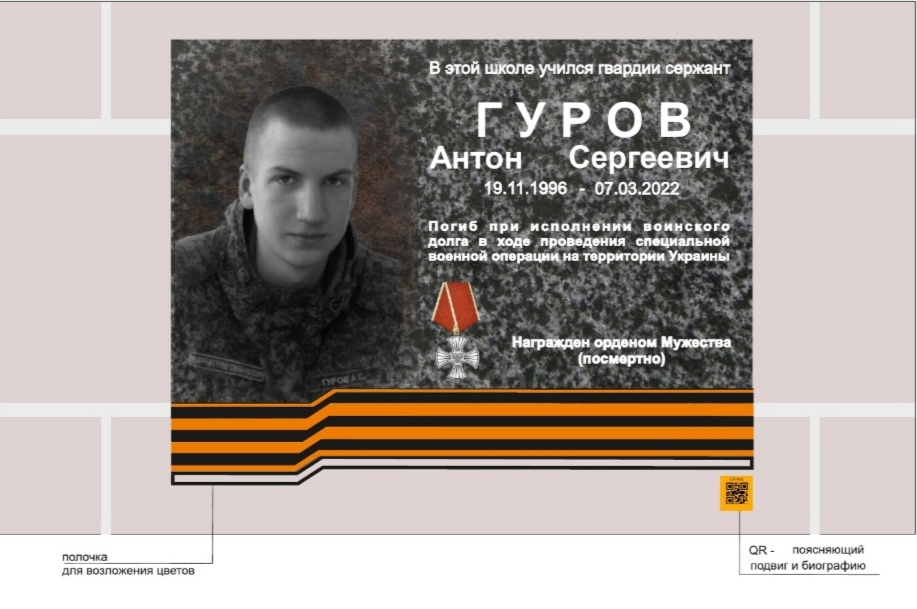 В этой школе учился гвардии сержант
ГУРОВ
Антон Сергеевич
19.11.1996 - 07.03.2022
Погиб при исполнении воинского
долга в ходе проведения специальной
военной операции на территории Украины
Награжден орденом Мужества
(посмертно)
ГУРОВ А.С.
полочка
для возложения цветов
QR - поясняющий
подвиг и биографию